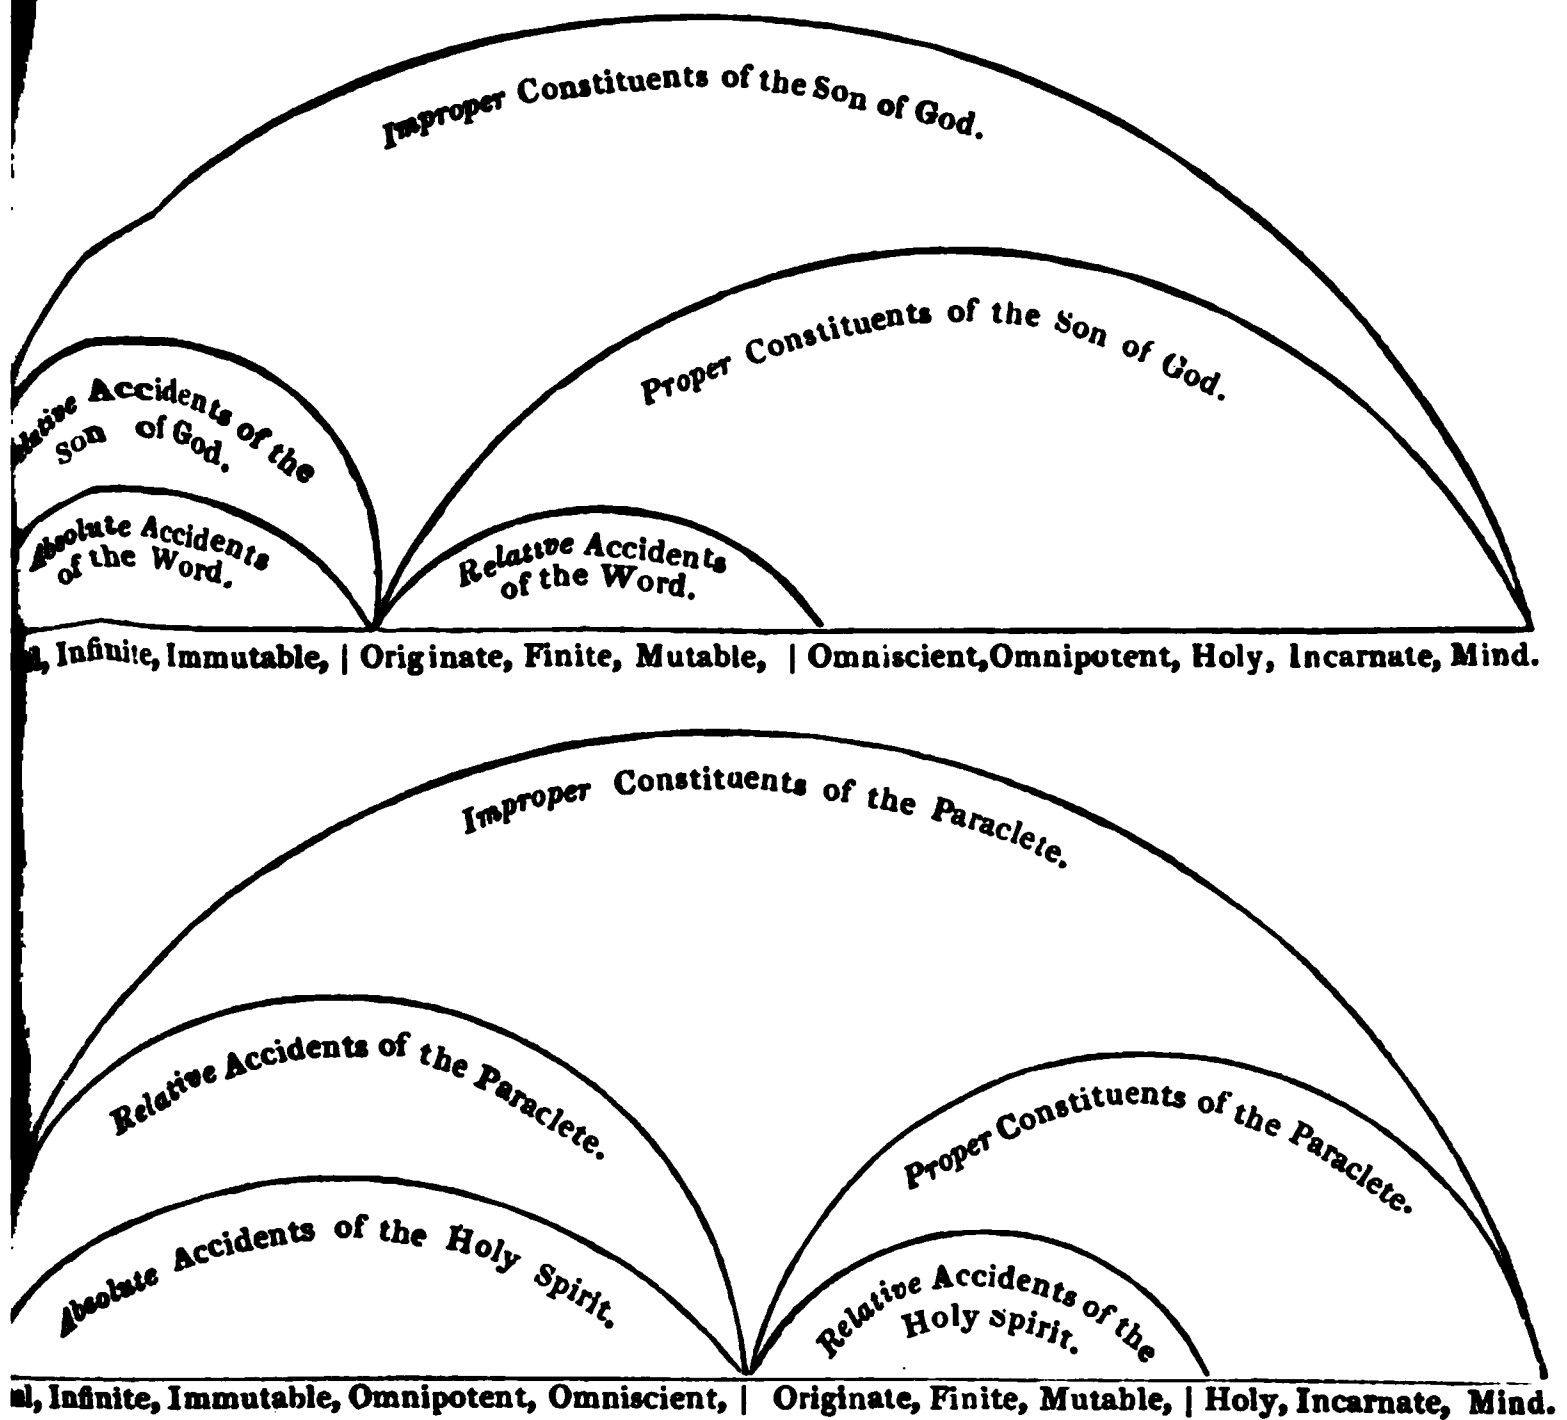 Improper Constituents of the Son of God.
Proper Constituents of the Son of God.
Accidents of the
Son of God.
Absolute Accidents
of the Word.
Relative Accidents
of the Word.
Infinite, Immutable, | Originate, Finite, Mutable, | Omniscient, Omnipotent, Holy, Incarnate, Mind.
Improper Constituents of the Paraclete.
Relative Accidents of the Paraclete.
Proper Constituents of the Paraclete.
Absolute Accidents of the Holy Spirit.
Relative Accidents of the
Holy Spirit.
Infinite, Immutable, Omnipotent, Omniscient, | Originate, Finite, Mutable, | Holy, Incarnate, Mind.